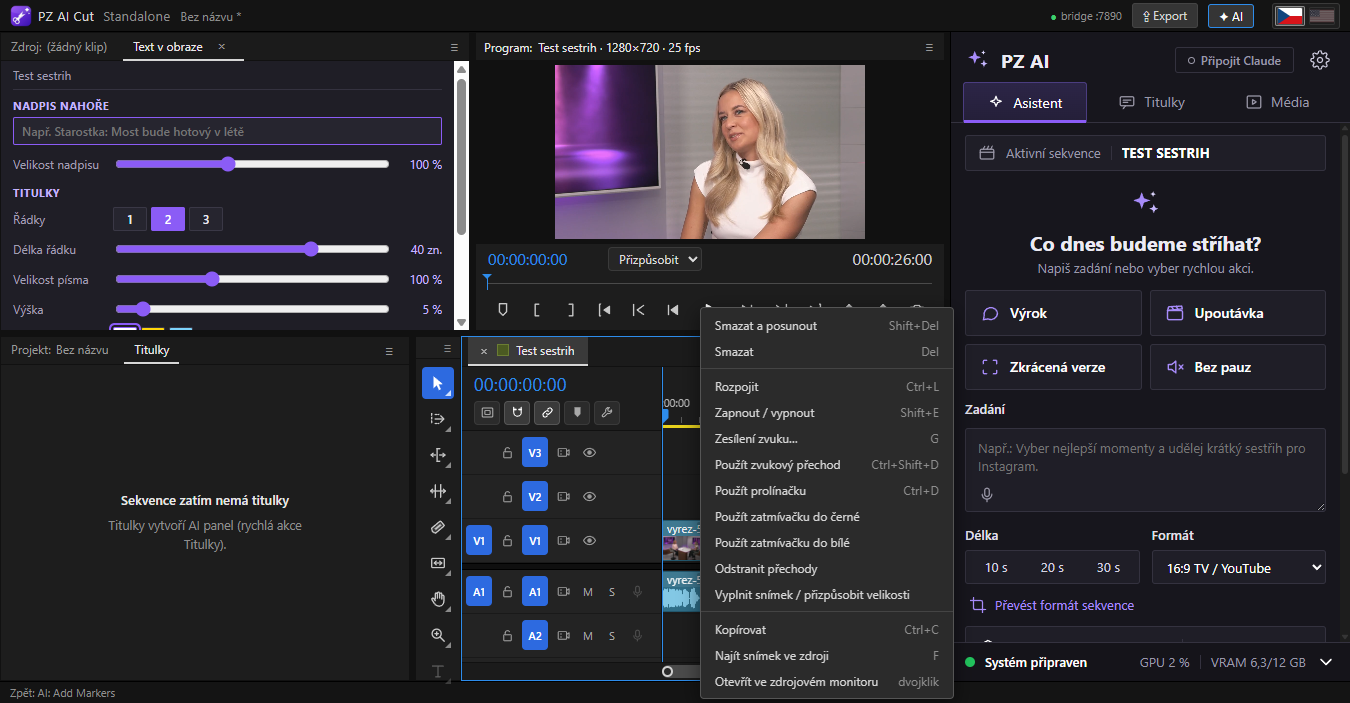 PZ AI Cut Standalone Bez názvu *
bridge :7890 Export AI
Zdroj: (žádný klip) Text v obraze ×
Test sestrih
NADPIS NAHOŘE
Např. Starostka: Most bude hotový v létě
Velikost nadpisu 100 %
TITULKY
Řádky 1 2 3
Délka řádku 40 zn.
Velikost písma 100 %
Výška 5 %
Program: Test sestrih · 1280×720 · 25 fps
00:00:00:00 Přizpůsobit 00:00:26:00
Projekt: Bez názvu Titulky
Sekvence zatím nemá titulky
Titulky vytvoří AI panel (rychlá akce
Titulky).
× Test sestrih
00:00:00:00
00:00
V3
V2
V1 V1
vyrez-
A1 A1 M S
vyrez-
A2 M S
Smazat a posunout Shift+Del
Smazat Del
Rozpojit Ctrl+L
Zapnout / vypnout Shift+E
Zesílení zvuku... G
Použít zvukový přechod Ctrl+Shift+D
Použít prolínačku Ctrl+D
Použít zatmívačku do černé
Použít zatmívačku do bílé
Odstranit přechody
Vyplnit snímek / přizpůsobit velikosti
Kopírovat Ctrl+C
Najít snímek ve zdroji F
Otevřít ve zdrojovém monitoru dvojklik
PZ AI Připojit Claude
Asistent Titulky Média
Aktivní sekvence TEST SESTRIH
Co dnes budeme stříhat?
Napiš zadání nebo vyber rychlou akci.
Výrok Upoutávka
Zkrácená verze Bez pauz
Zadání
Např.: Vyber nejlepší momenty a udělej krátký sestřih pro
Instagram.
Délka Formát
10 s 20 s 30 s 16:9 TV / YouTube
Převést formát sekvence
Systém připraven GPU 2 % VRAM 6,3/12 GB
Zpět: AI: Add Markers